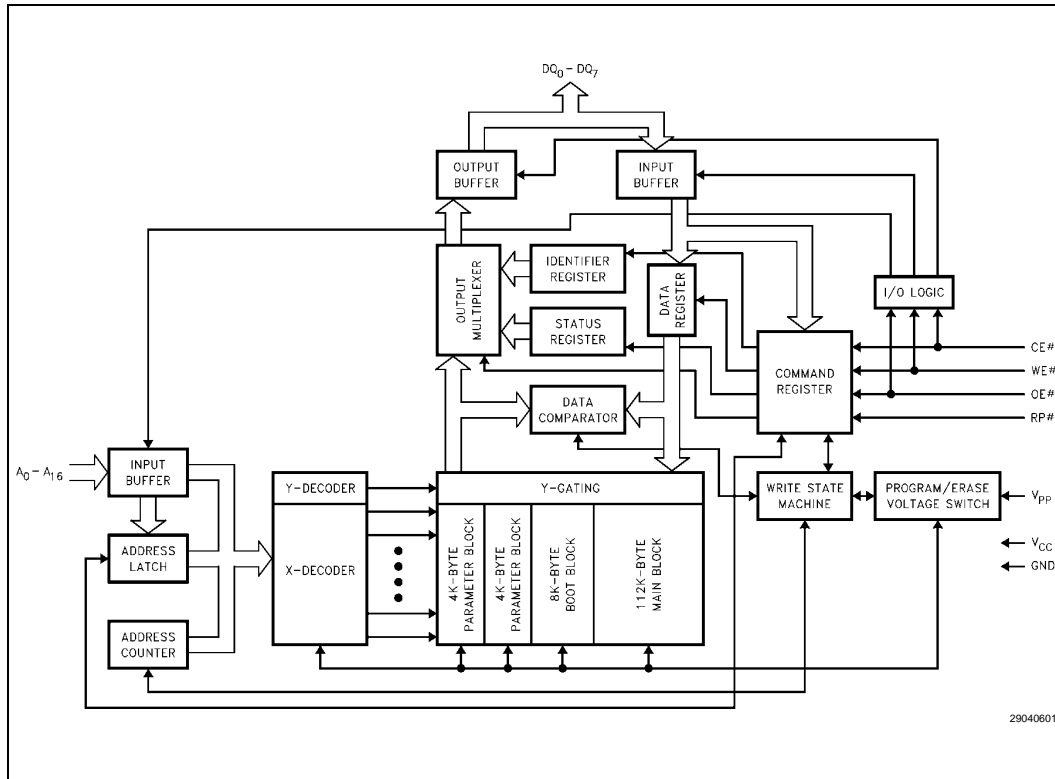 DQ0 – DQ7
OUTPUT
BUFFER
INPUT
BUFFER
IDENTIFIER
REGISTER
OUTPUT
MULTIPLEXER
DATA
REGISTER
I/O LOGIC
STATUS
REGISTER
CE#
COMMAND
REGISTER
WE#
OE#
DATA
COMPARATOR
RP#
A0 – A16
INPUT
BUFFER
Y-DECODER
Y-GATING
WRITE STATE
MACHINE
PROGRAM/ERASE
VOLTAGE SWITCH
VPP
ADDRESS
LATCH
X-DECODER
4K-BYTE
PARAMETER BLOCK
4K-BYTE
PARAMETER BLOCK
8K-BYTE
BOOT BLOCK
112K-BYTE
MAIN BLOCK
VCC
GND
ADDRESS
COUNTER
29040601